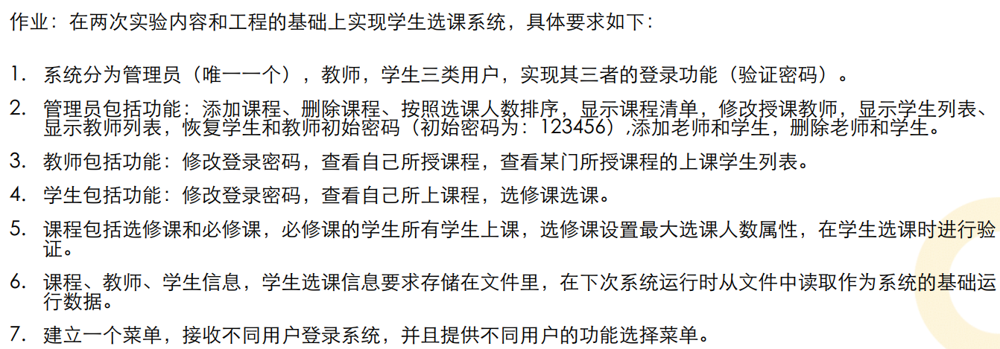 作业：在两次实验内容和工程的基础上实现学生选课系统，具体要求如下：
1. 系统分为管理员（唯一一个），教师，学生三类用户，实现其三者的登录功能（验证密码）。
2. 管理员包括功能：添加课程、删除课程、按照选课人数排序，显示课程清单，修改授课教师，显示学生列表、
显示教师列表，恢复学生和教师初始密码（初始密码为：123456）,添加老师和学生，删除老师和学生。
3. 教师包括功能：修改登录密码，查看自己所授课程，查看某门所授课程的上课学生列表。
4. 学生包括功能：修改登录密码，查看自己所上课程，选修课选课。
5. 课程包括选修课和必修课，必修课的学生所有学生上课，选修课设置最大选课人数属性，在学生选课时进行验
证。
6. 课程、教师、学生信息，学生选课信息要求存储在文件里，在下次系统运行时从文件中读取作为系统的基础运
行数据。
7. 建立一个菜单，接收不同用户登录系统，并且提供不同用户的功能选择菜单。